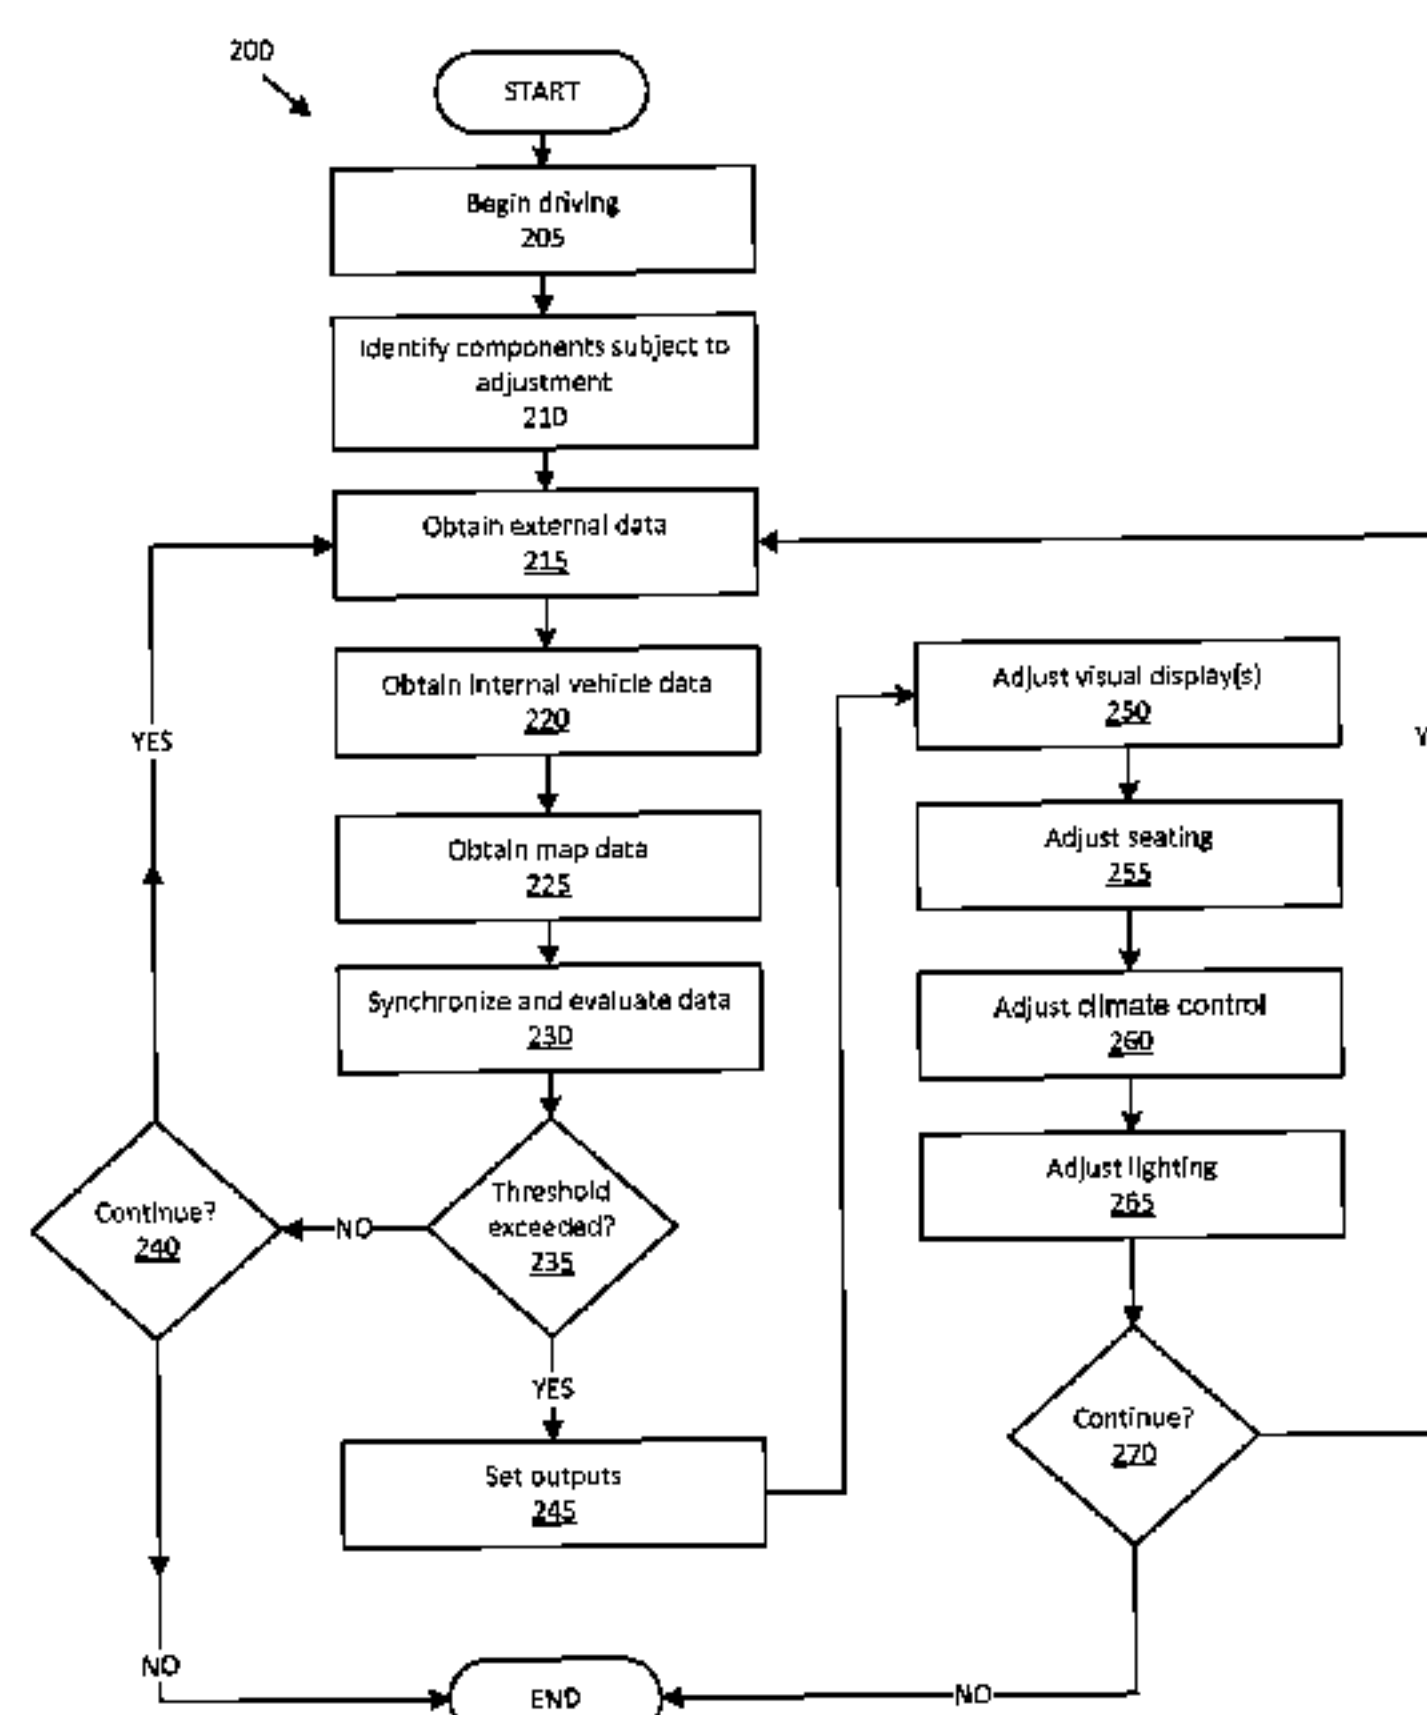 200
START
Begin driving
205
Identify components subject to
adjustment
210
Obtain external data
215
Obtain internal vehicle data
220
YES
Obtain map data
225
Synchronize and evaluate data
230
Continue?
240
NO
Threshold
exceeded?
235
YES
Set outputs
245
Adjust visual display(s)
250
Adjust seating
255
Adjust climate control
260
Adjust lighting
265
Continue?
270
NO
END
NO